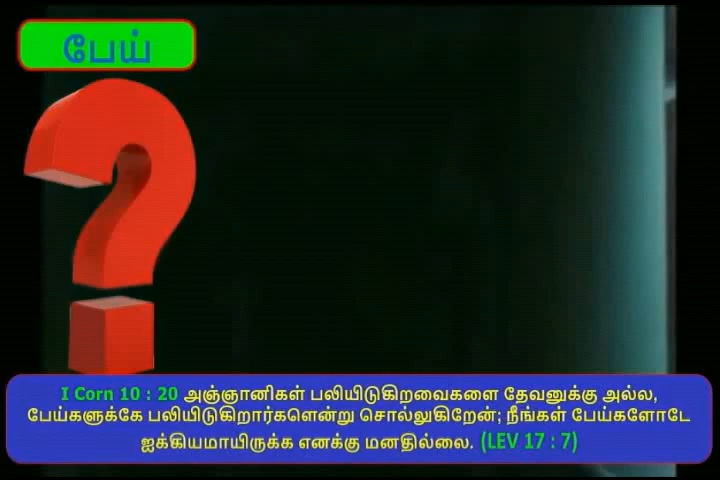 பேய்
I Corn 10 : 20 அஞ்ஞானிகள் பலியிடுகிறவைகளை தேவனுக்கு அல்ல,
பேய்களுக்கே பலியிடுகிறார்களென்று சொல்லுகிறேன்; நீங்கள் பேய்களோடே
ஐக்கியமாயிருக்க எனக்கு மனதில்லை. (LEV 17 : 7)